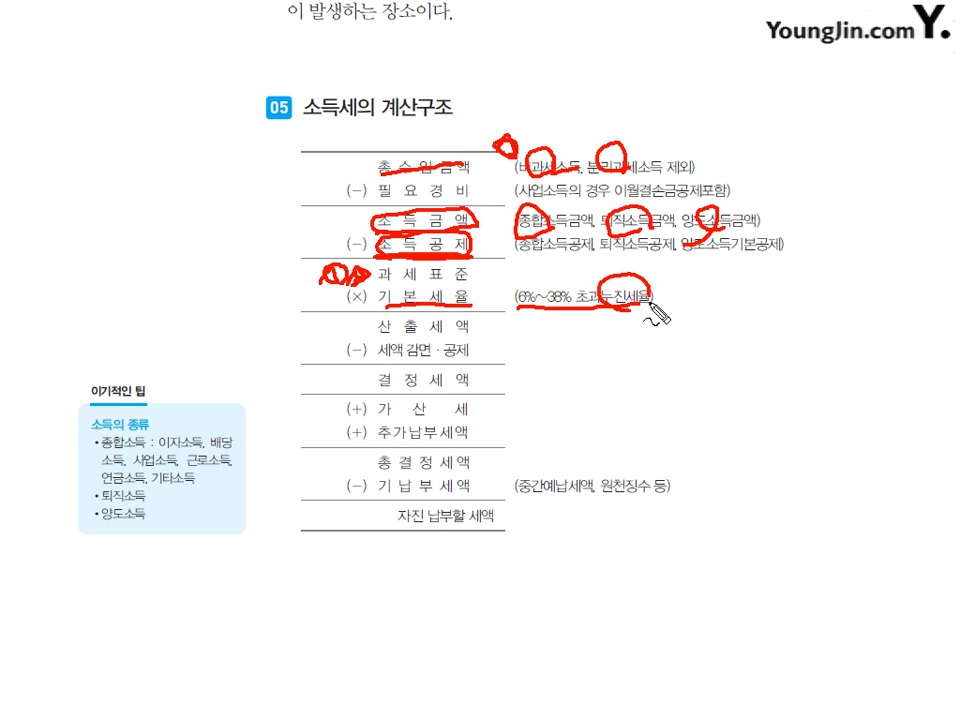 이 발생하는 장소이다.
YoungJin.com Y.
05 소득세의 계산구조
총 수 입 금 액 (비과세소득, 분리과세소득 제외)
(−) 필 요 경 비 (사업소득의 경우 이월결손금공제포함)
소 득 금 액 (종합소득금액, 퇴직소득금액, 양도소득금액)
(−) 소 득 공 제 (종합소득공제, 퇴직소득공제, 양도소득기본공제)
과 세 표 준
(×) 기 본 세 율 (6%~38% 초과누진세율)
산 출 세 액
(−) 세액 감면 · 공제
결 정 세 액
(+) 가 산 세
(+) 추가납부세액
총 결 정 세 액
(−) 기 납 부 세 액 (중간예납세액, 원천징수 등)
자진 납부할 세액
이기적인 팁
소득의 종류
• 종합소득 : 이자소득, 배당
소득, 사업소득, 근로소득,
연금소득, 기타소득
• 퇴직소득
• 양도소득